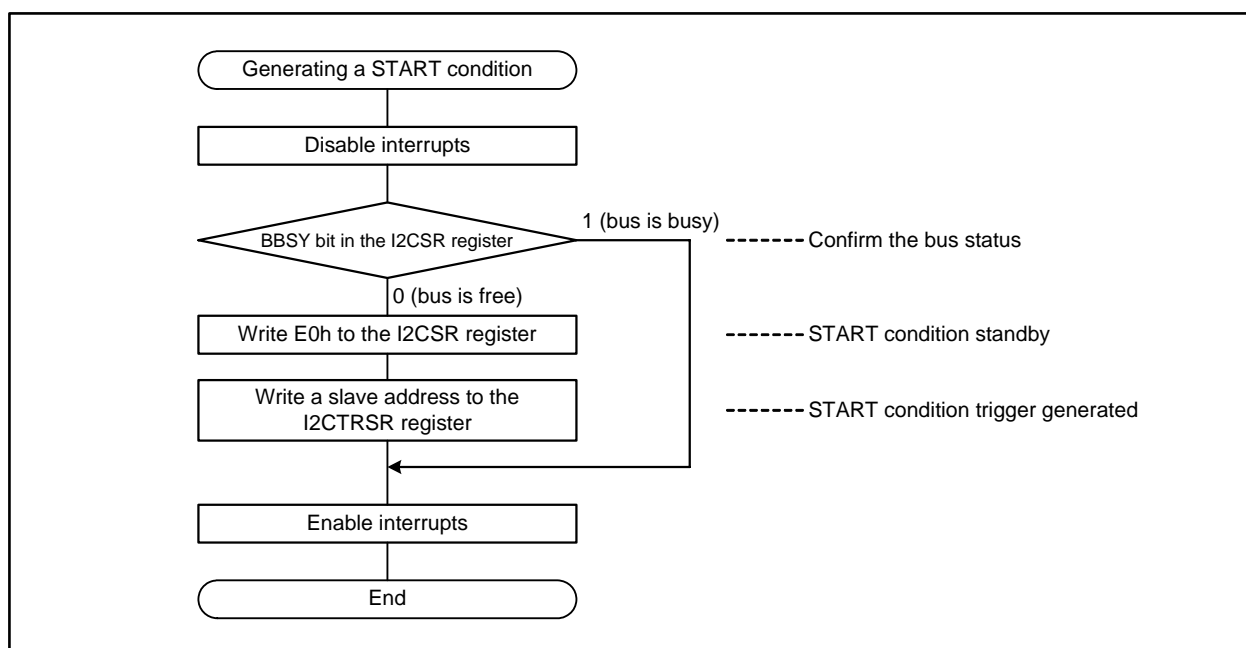 Generating a START condition
Disable interrupts
1 (bus is busy)
BBSY bit in the I2CSR register
Confirm the bus status
0 (bus is free)
Write E0h to the I2CSR register
START condition standby
Write a slave address to the
I2CTRSR register
START condition trigger generated
Enable interrupts
End